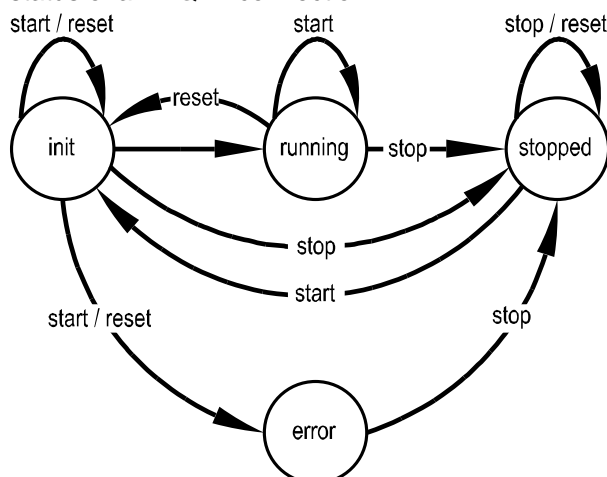 start / reset
start
stop / reset
reset
init
running
stop
stopped
stop
start
start / reset
stop
error